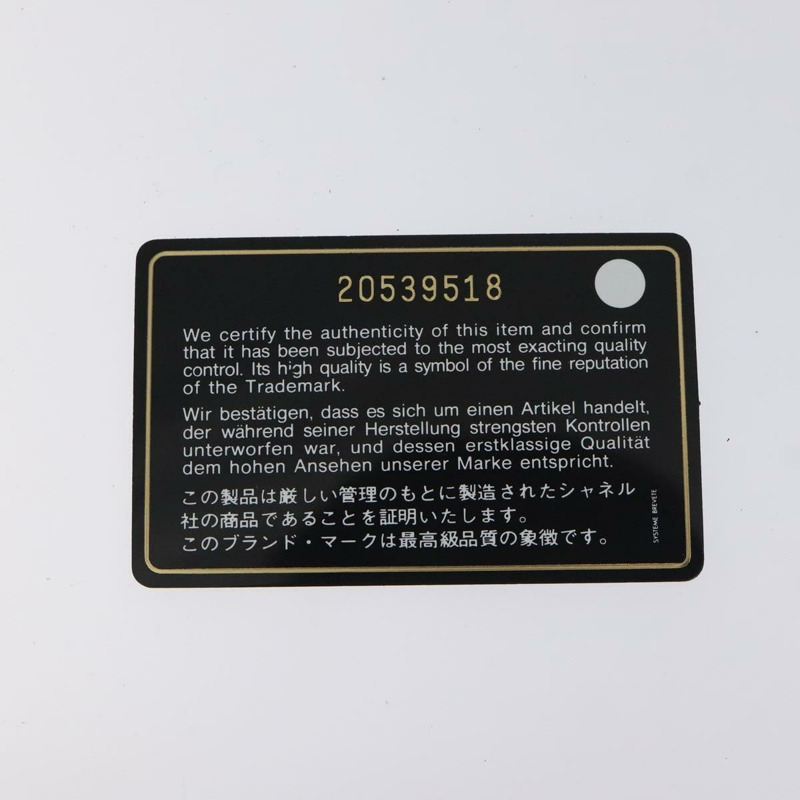 20539518
We certify the authenticity of this item and confirm
that it has been subjected to the most exacting quality
control. Its high quality is a symbol of the fine reputation
of the Trademark.
Wir bestätigen, dass es sich um einen Artikel handelt,
der während seiner Herstellung strengsten Kontrollen
unterworfen war, und dessen erstklassige Qualität
dem hohen Ansehen unserer Marke entspricht.
この製品は厳しい管理のもとに製造されたシャネル
社の商品であることを証明いたします。
このブランド・マークは最高級品質の象徴です。
SYSTEME BREVETE